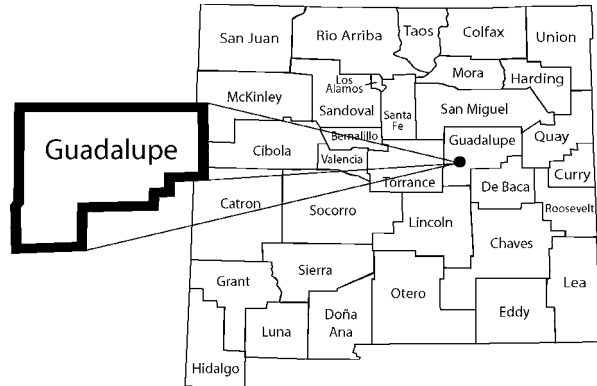 San Juan
Rio Arriba
Taos
Colfax
Union
Los
Alamos
Mora
Harding
McKinley
Sandoval
Santa
Fe
San Miguel
Guadalupe
Bernalillo
Guadalupe
Quay
Cibola
Valencia
Torrance
De Baca
Curry
Catron
Socorro
Lincoln
Roosevelt
Chaves
Grant
Sierra
Otero
Lea
Luna
Doña
Ana
Eddy
Hidalgo